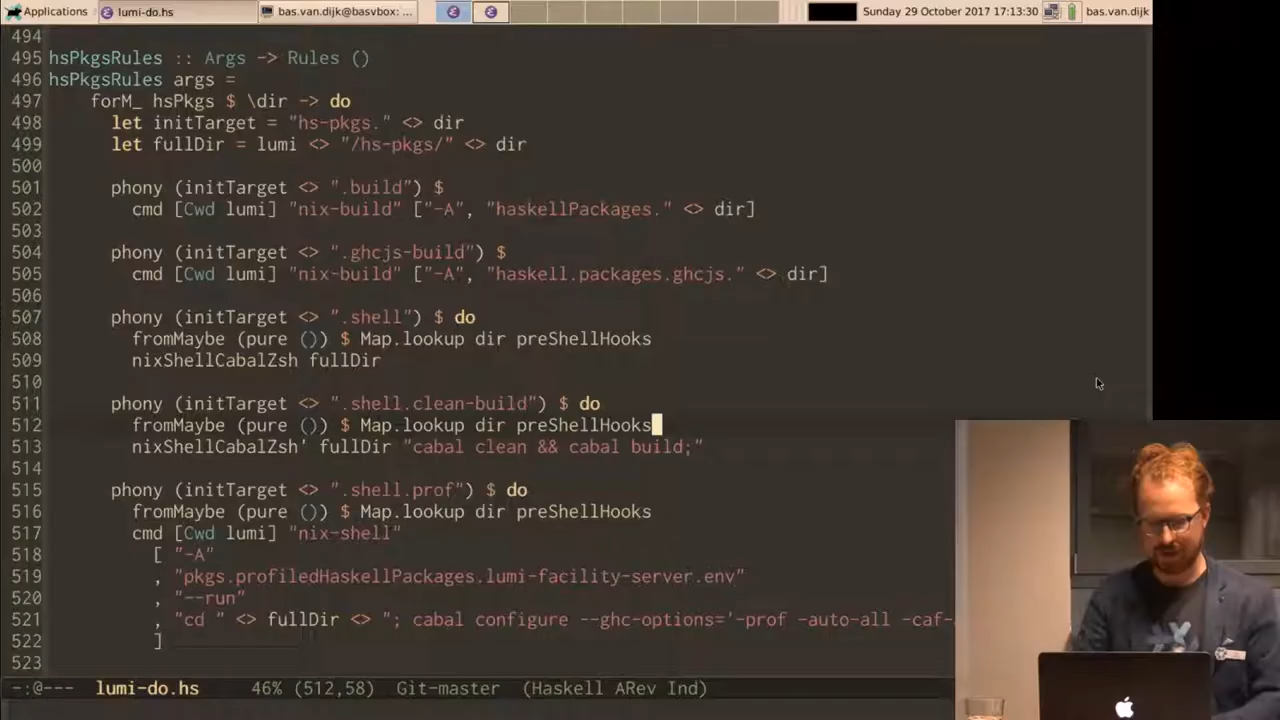 Applications lumi-do.hs bas.van.dijk@basvbox: ... Sunday 29 October 2017 17:13:30 bas.van.dijk
494
495 hsPkgsRules :: Args -> Rules ()
496 hsPkgsRules args =
497 forM_ hsPkgs $ \dir -> do
498 let initTarget = "hs-pkgs." <> dir
499 let fullDir = lumi <> "/hs-pkgs/" <> dir
500
501 phony (initTarget <> ".build") $
502 cmd [Cwd lumi] "nix-build" ["-A", "haskellPackages." <> dir]
503
504 phony (initTarget <> ".ghcjs-build") $
505 cmd [Cwd lumi] "nix-build" ["-A", "haskell.packages.ghcjs." <> dir]
506
507 phony (initTarget <> ".shell") $ do
508 fromMaybe (pure ()) $ Map.lookup dir preShellHooks
509 nixShellCabalZsh fullDir
510
511 phony (initTarget <> ".shell.clean-build") $ do
512 fromMaybe (pure ()) $ Map.lookup dir preShellHooks
513 nixShellCabalZsh' fullDir "cabal clean && cabal build;"
514
515 phony (initTarget <> ".shell.prof") $ do
516 fromMaybe (pure ()) $ Map.lookup dir preShellHooks
517 cmd [Cwd lumi] "nix-shell"
518 [ "-A"
519 , "pkgs.profiledHaskellPackages.lumi-facility-server.env"
520 , "--run"
521 , "cd " <> fullDir <> "; cabal configure --ghc-options='-prof -auto-all -caf-
522 ]
523
-:@--- lumi-do.hs 46% (512,58) Git-master (Haskell ARev Ind)